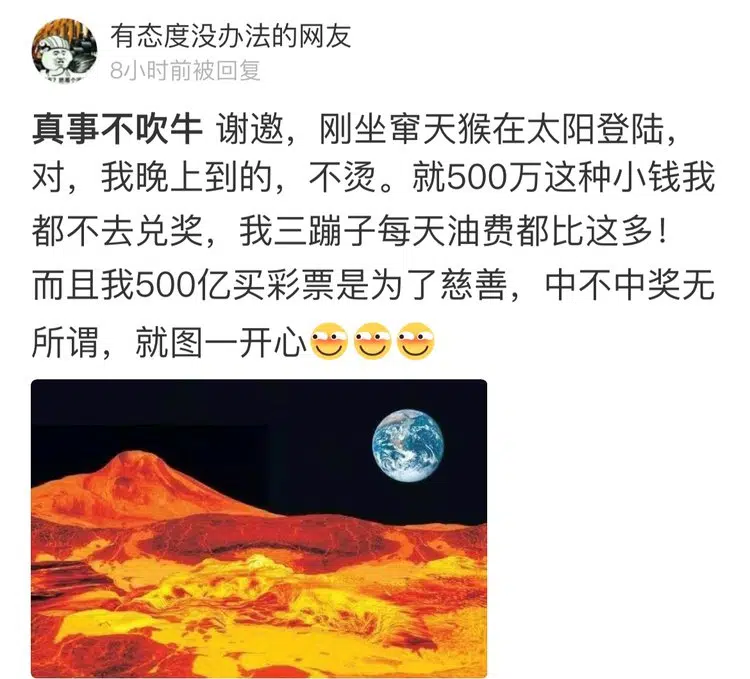 有态度没办法的网友
8小时前被回复
真事不吹牛 谢邀，刚坐窜天猴在太阳登陆，
对，我晚上到的，不烫。就500万这种小钱我
都不去兑奖，我三蹦子每天油费都比这多！
而且我500亿买彩票是为了慈善，中不中奖无
所谓，就图一开心